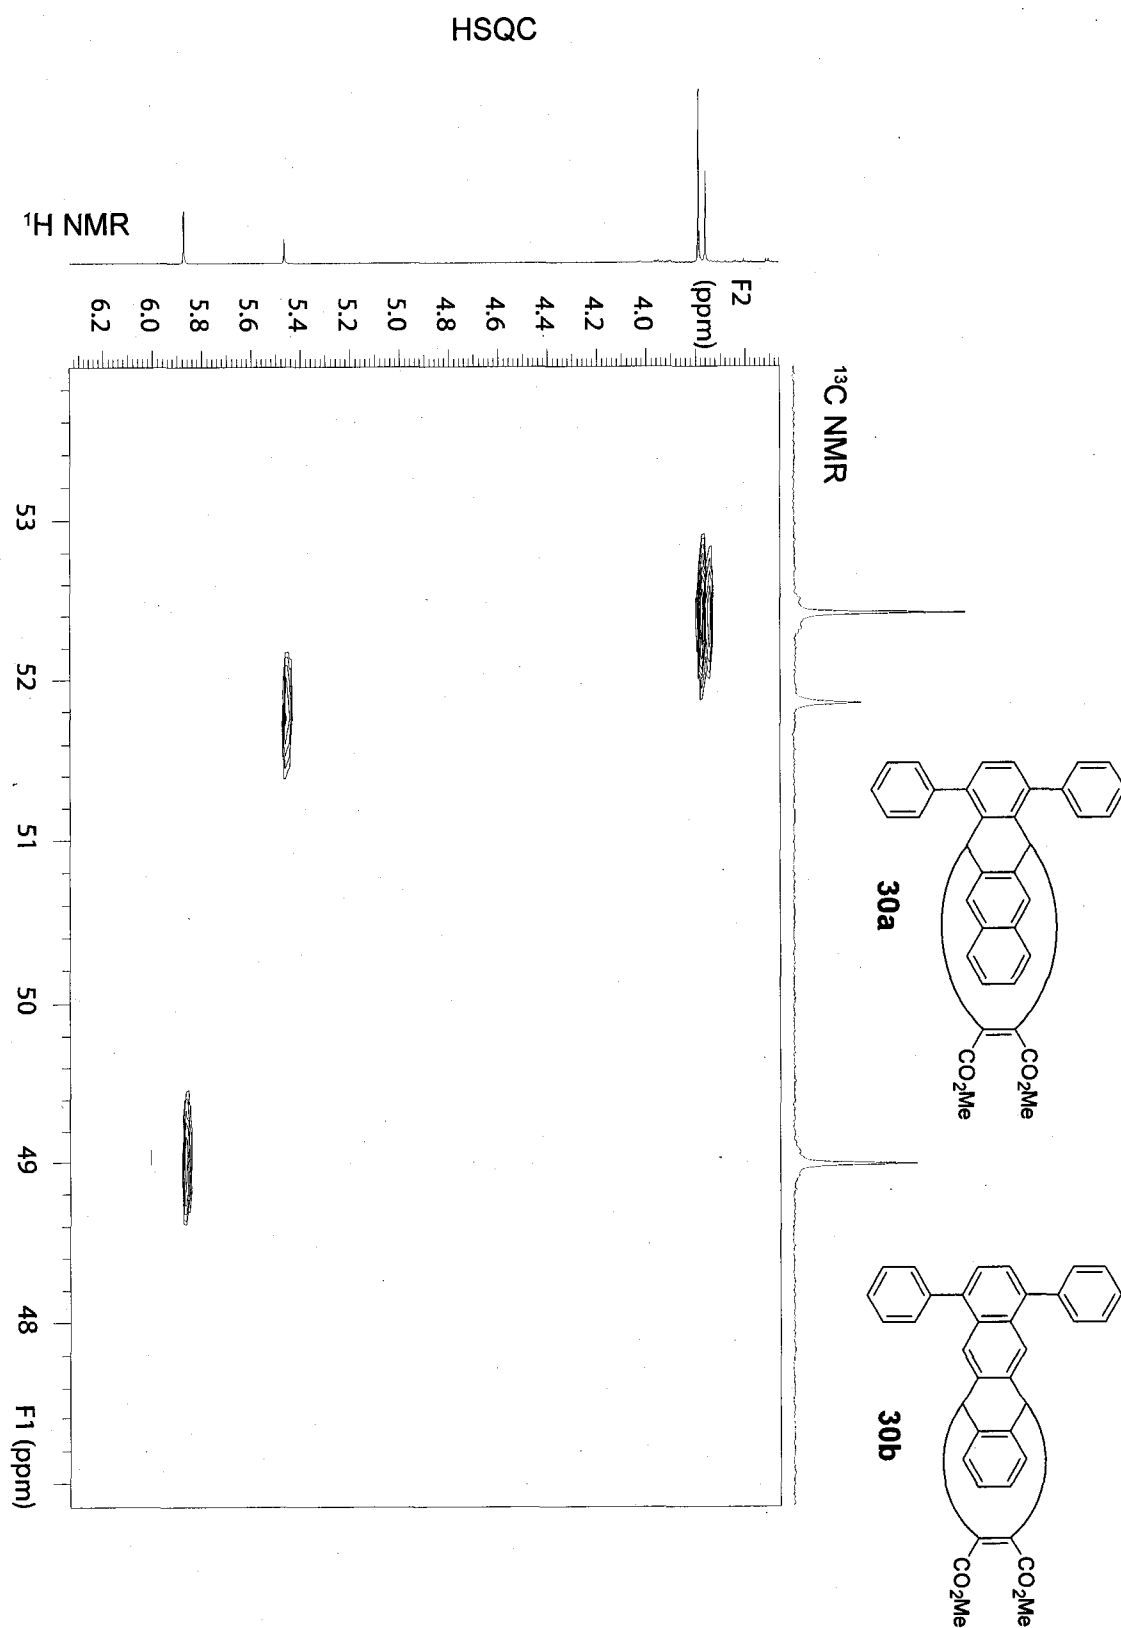 HSQC
¹H NMR
F2
(ppm)
6.2
6.0
5.8
5.6
5.4
5.2
5.0
4.8
4.6
4.4
4.2
4.0
¹³C NMR
53
52
51
50
49
48
F1 (ppm)
30a
CO₂Me
CO₂Me
30b
CO₂Me
CO₂Me